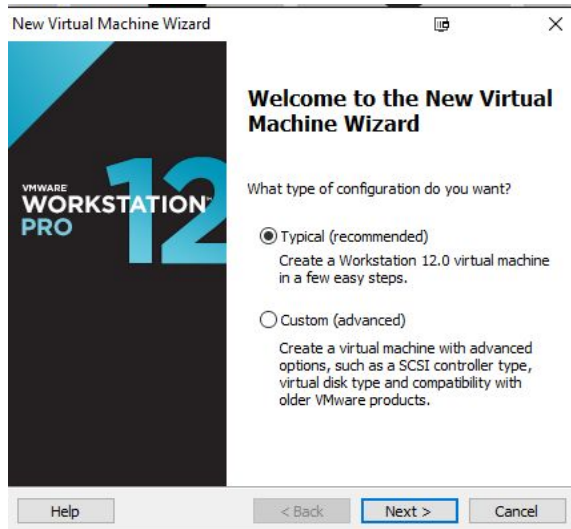 New Virtual Machine Wizard
VMWARE
WORKSTATION™
PRO
12
Welcome to the New Virtual
Machine Wizard
What type of configuration do you want?
Typical (recommended)
Create a Workstation 12.0 virtual machine
in a few easy steps.
Custom (advanced)
Create a virtual machine with advanced
options, such as a SCSI controller type,
virtual disk type and compatibility with
older VMware products.
Help
< Back
Next >
Cancel